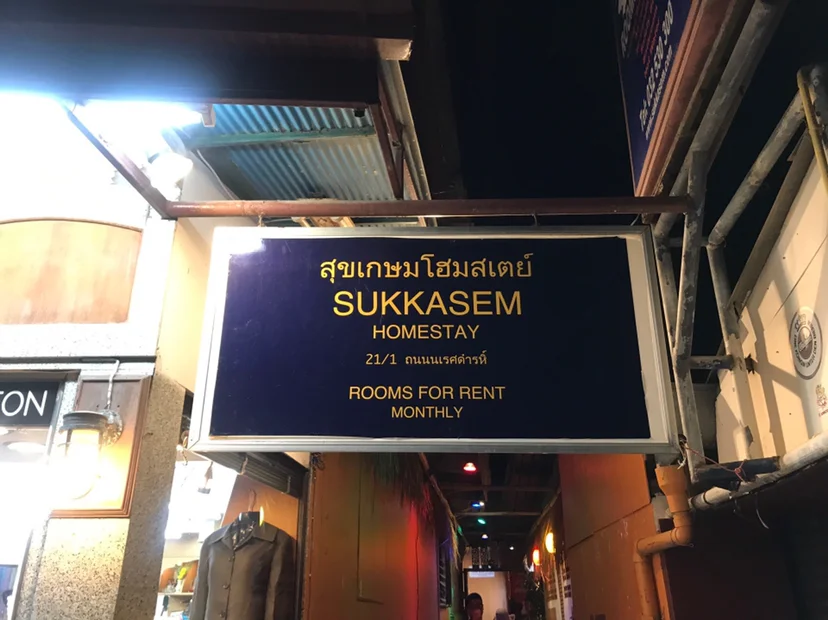 สุขเกษมโฮมสเตย์
SUKKASEM
HOMESTAY
21/1 ถนนนเรศดำรหิ์
ROOMS FOR RENT
MONTHLY
TON